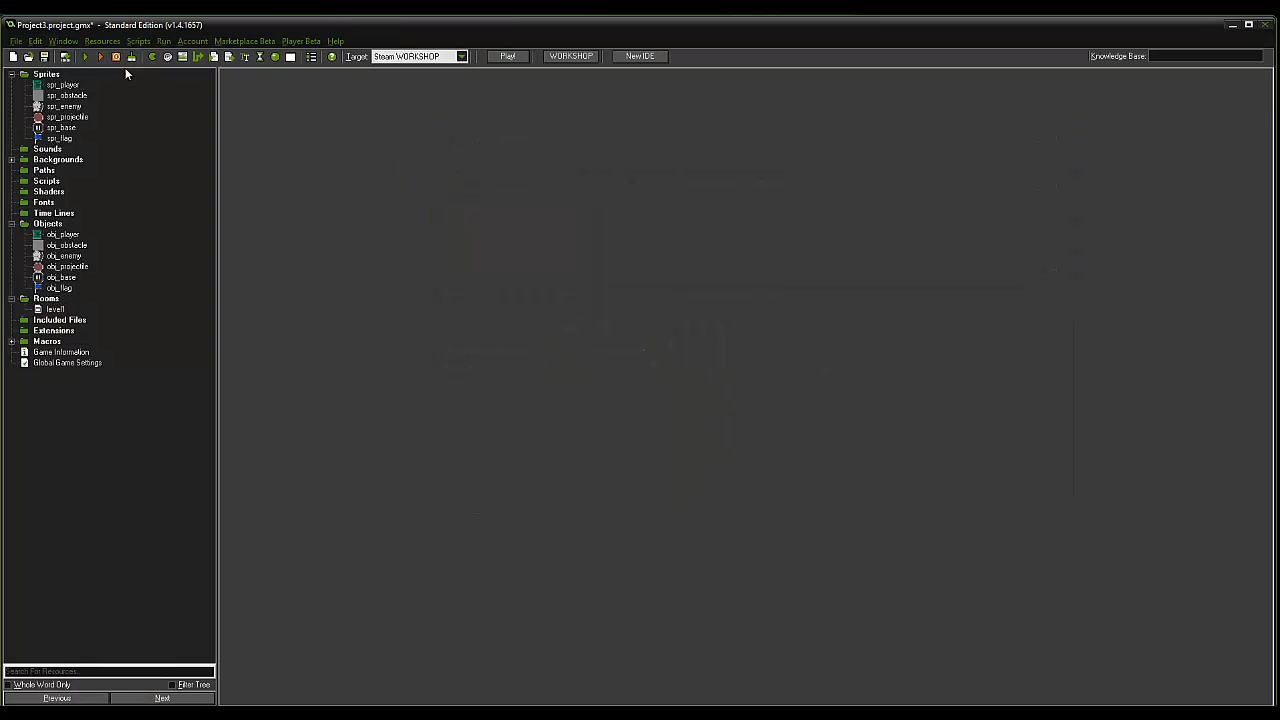 Project3.project.gmx* - Standard Edition (v1.4.1657)
File Edit Window Resources Scripts Run Account Marketplace Beta Player Beta Help
Target: Steam WORKSHOP Play! WORKSHOP New IDE Knowledge Base:
Sprites
spr_player
spr_obstacle
spr_enemy
spr_projectile
spr_base
spr_flag
Sounds
Backgrounds
Paths
Scripts
Shaders
Fonts
Time Lines
Objects
obj_player
obj_obstacle
obj_enemy
obj_projectile
obj_base
obj_flag
Rooms
level1
Included Files
Extensions
Macros
Game Information
Global Game Settings
Search For Resources...
Whole Word Only Filter Tree
Previous Next